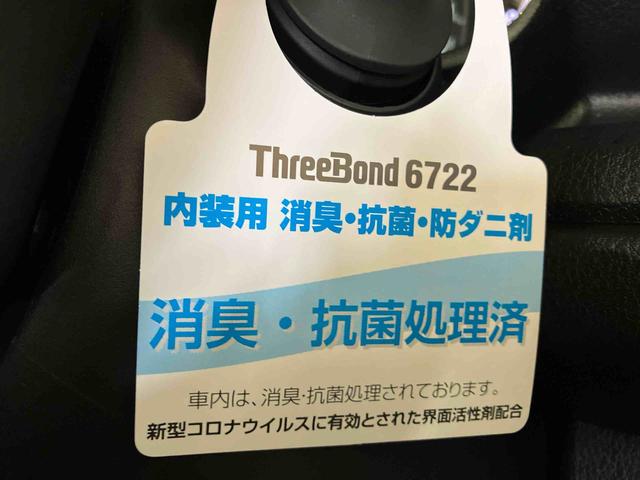 ThreeBond 6722
内装用 消臭・抗菌・防ダニ剤
消臭・抗菌処理済
車内は、消臭・抗菌処理されております。
新型コロナウイルスに有効とされた界面活性剤配合